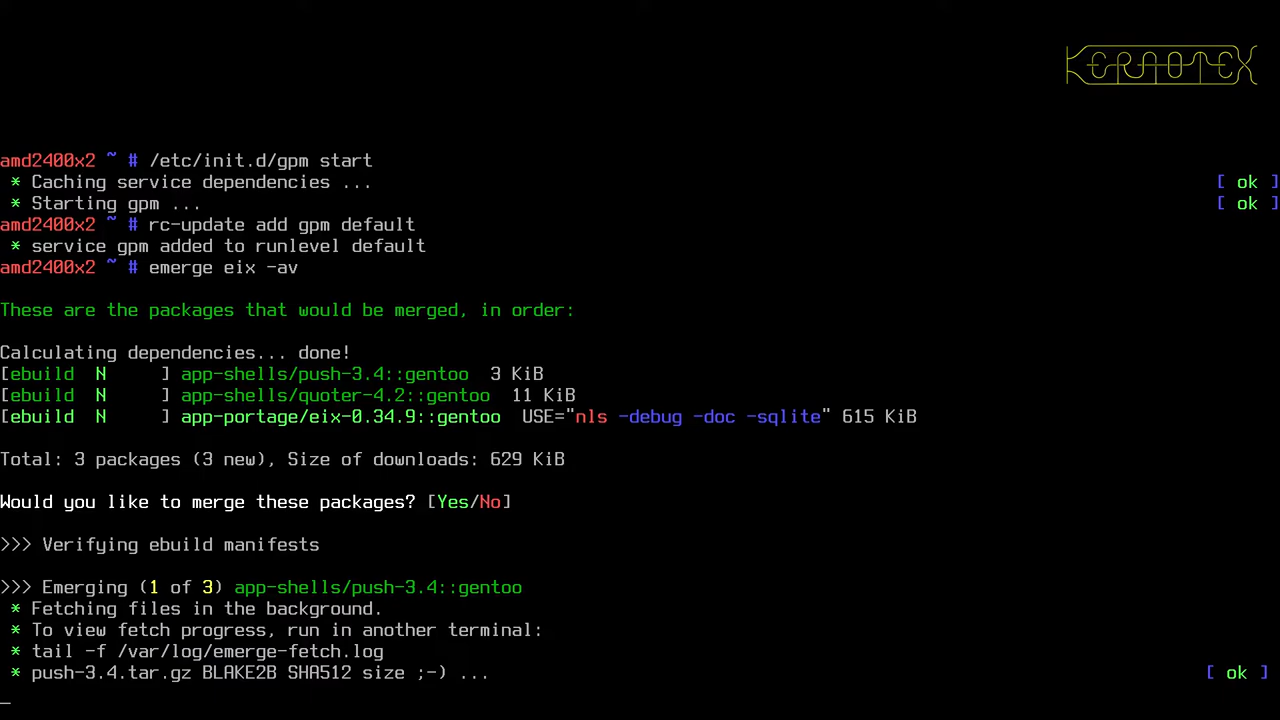 KERNOTEX
amd2400x2 ~ # /etc/init.d/gpm start
* Caching service dependencies ... [ ok ]
* Starting gpm ... [ ok ]
amd2400x2 ~ # rc-update add gpm default
* service gpm added to runlevel default
amd2400x2 ~ # emerge eix -av
These are the packages that would be merged, in order:
Calculating dependencies... done!
[ebuild  N     ] app-shells/push-3.4::gentoo  3 KiB
[ebuild  N     ] app-shells/quoter-4.2::gentoo  11 KiB
[ebuild  N     ] app-portage/eix-0.34.9::gentoo  USE="nls -debug -doc -sqlite" 615 KiB
Total: 3 packages (3 new), Size of downloads: 629 KiB
Would you like to merge these packages? [Yes/No]
>>> Verifying ebuild manifests
>>> Emerging (1 of 3) app-shells/push-3.4::gentoo
* Fetching files in the background.
* To view fetch progress, run in another terminal:
* tail -f /var/log/emerge-fetch.log
* push-3.4.tar.gz BLAKE2B SHA512 size ;-) ... [ ok ]